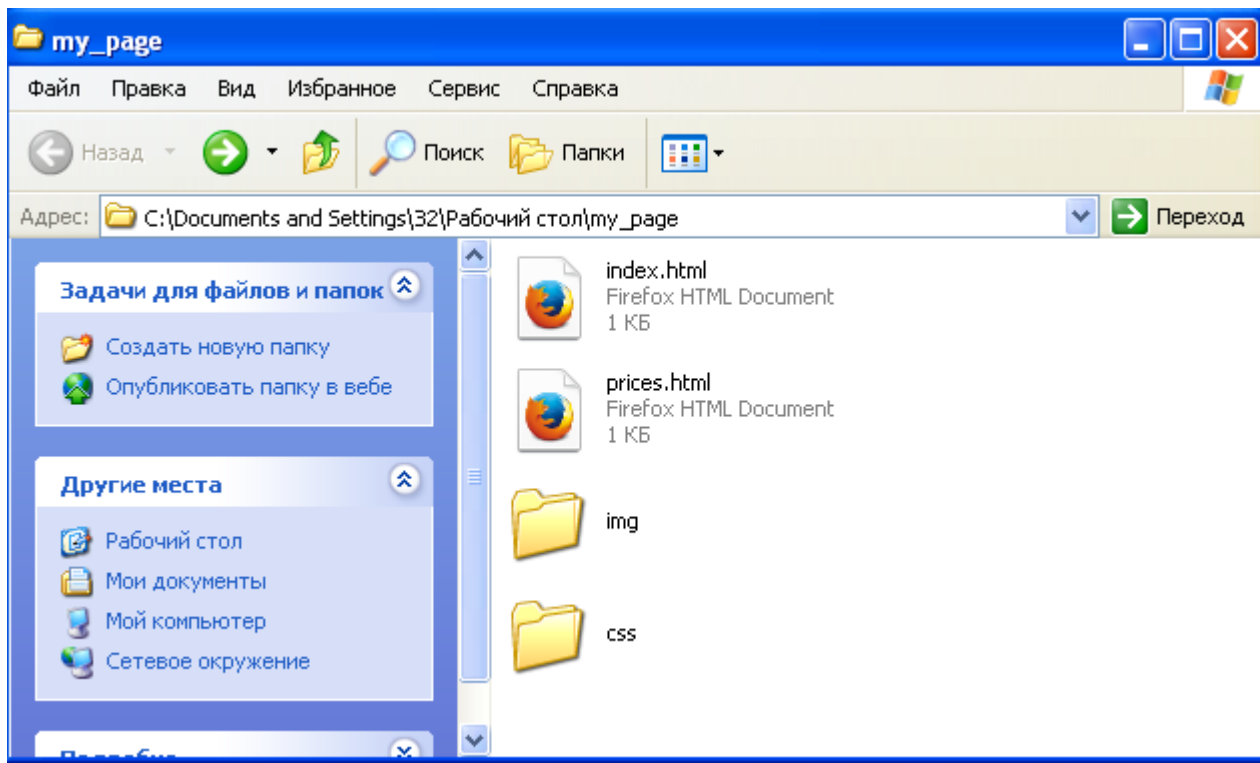 my_page
Файл Правка Вид Избранное Сервис Справка
Назад Поиск Папки
Адрес: C:\Documents and Settings\32\Рабочий стол\my_page Переход
Задачи для файлов и папок
Создать новую папку
Опубликовать папку в вебе
Другие места
Рабочий стол
Мои документы
Мой компьютер
Сетевое окружение
index.html
Firefox HTML Document
1 КБ
prices.html
Firefox HTML Document
1 КБ
img
css